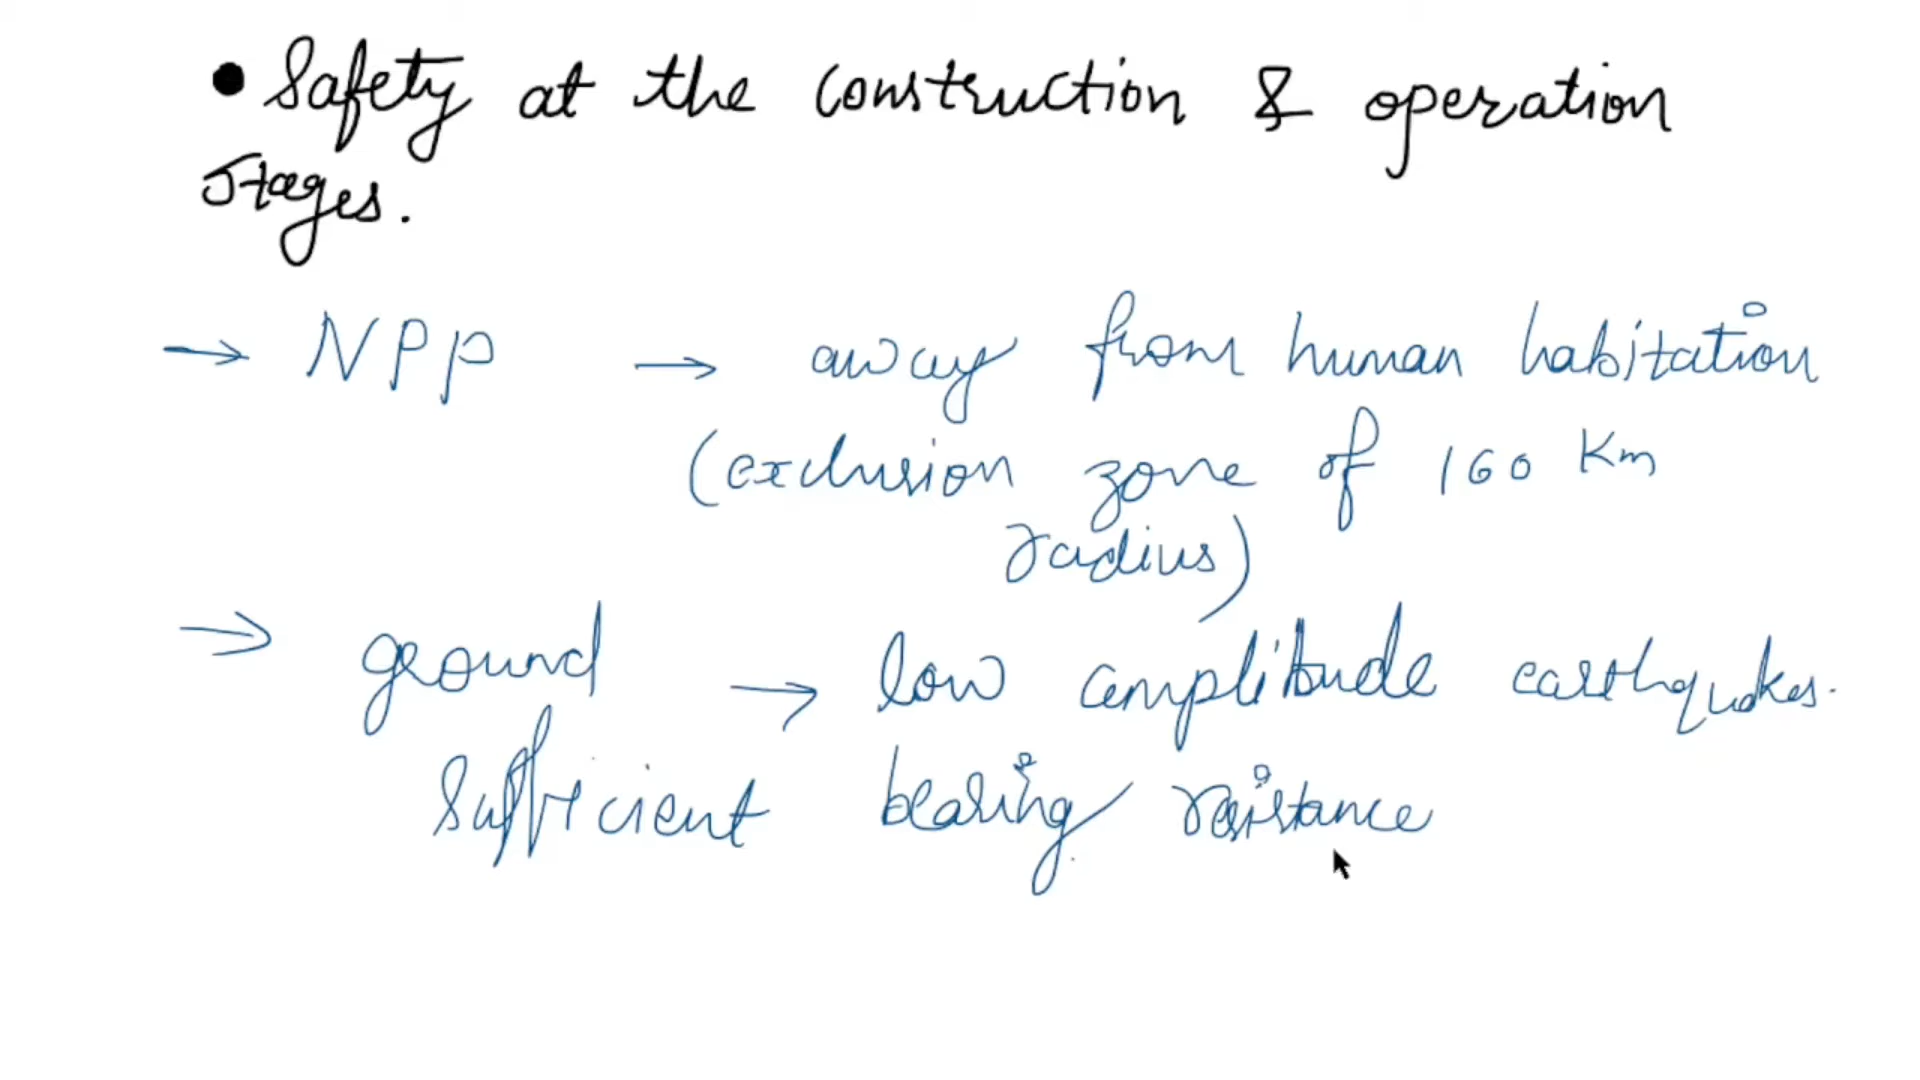 • Safety at the construction & operation
stages.
→ NPP → away from human habitation
(exclusion zone of 160 Km
radius)
→ ground → low amplitude earthquakes.
sufficient bearing resistance